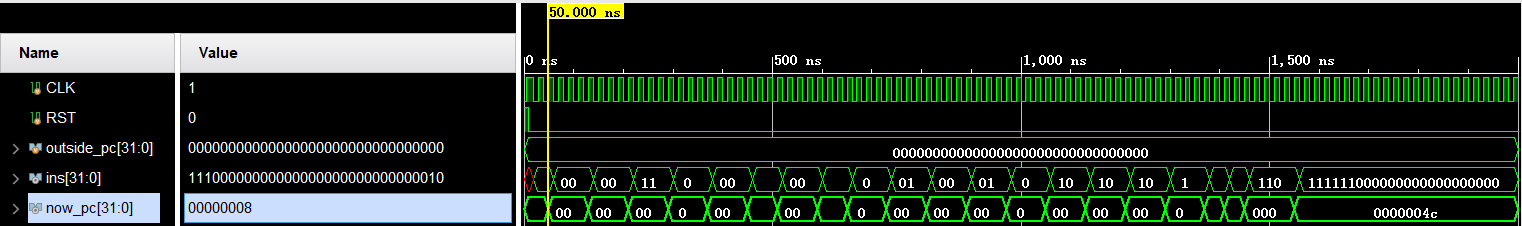 50.000 ns
Name Value
0 ns 500 ns 1,000 ns 1,500 ns
CLK 1
RST 0
outside_pc[31:0] 00000000000000000000000000000000 00000000000000000000000000000000
ins[31:0] 11100000000000000000000000000010 00 00 11 0 00 00 0 01 00 01 0 10 10 10 1 110 111111000000000000000000
now_pc[31:0] 00000008 00 00 00 0 00 00 0 00 00 00 0 00 00 00 0 000 0000004c